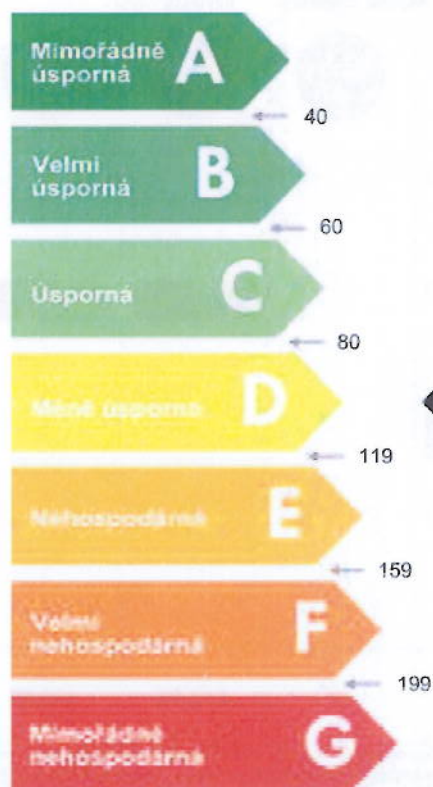 Mimořádně
úsporná A
40
Velmi
úsporná B
60
Úsporná C
80
Méně úsporná D
119
Nehospodárná E
159
Velmi
nehospodárná F
199
Mimořádně
nehospodárná G